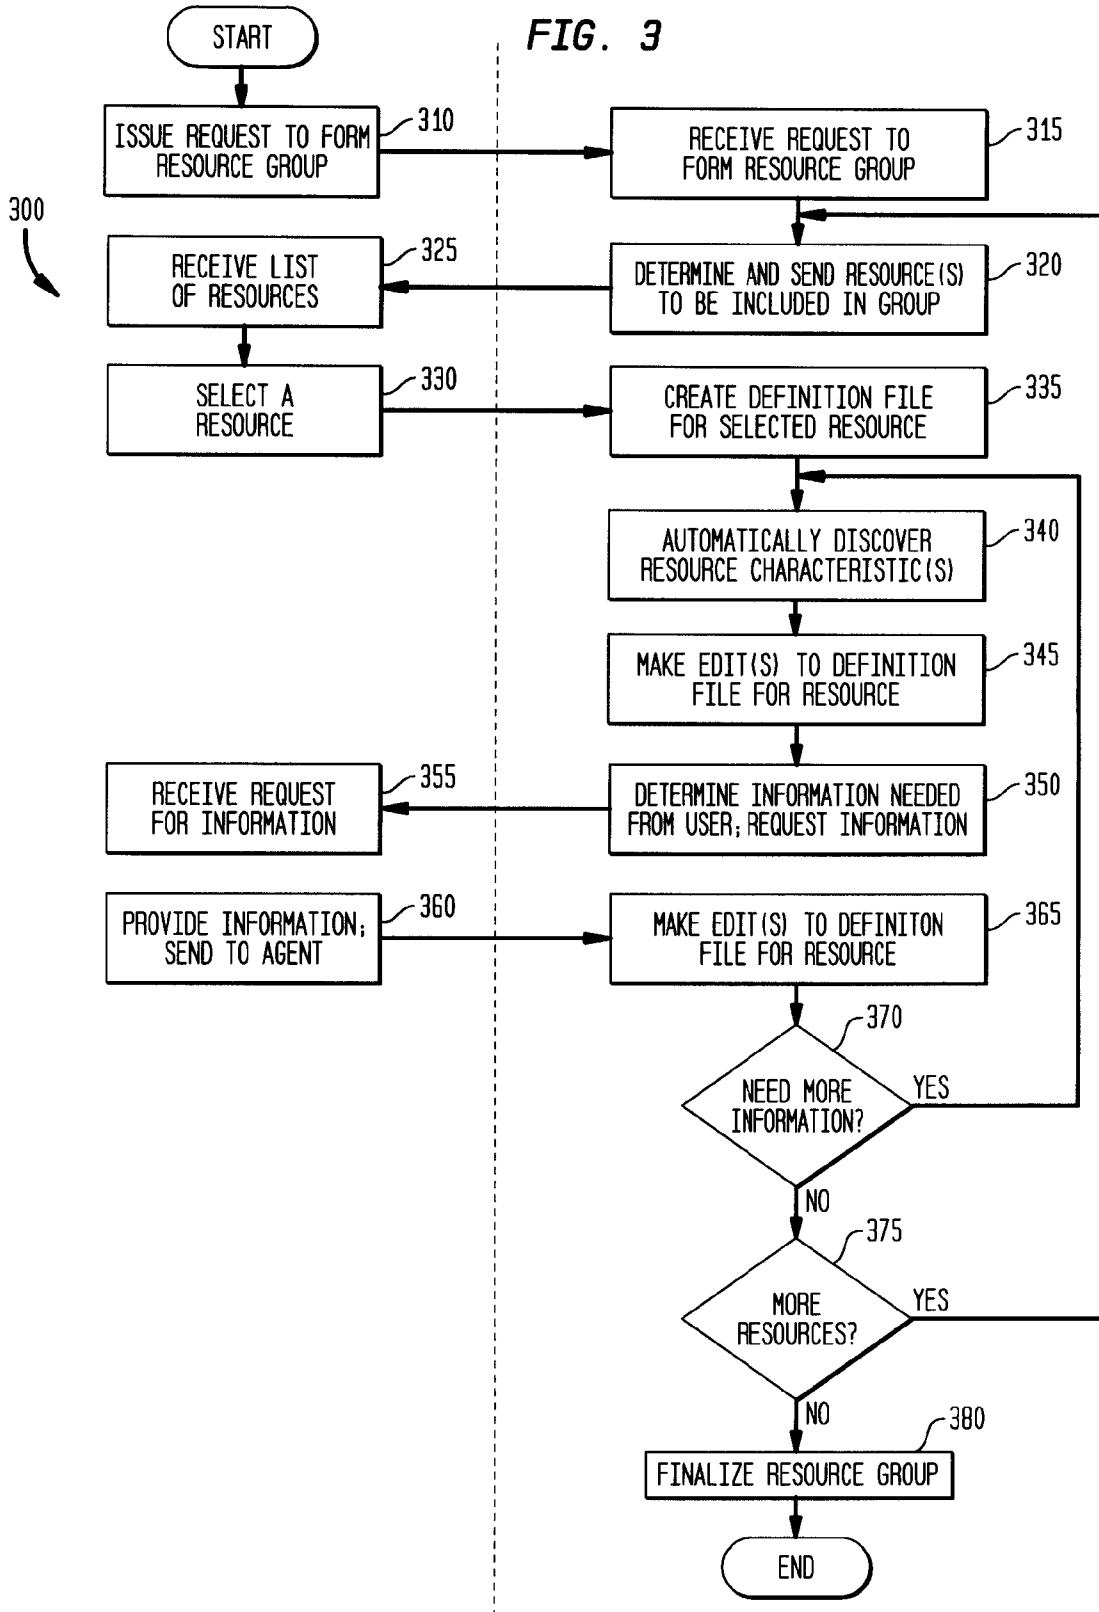 FIG. 3
START
ISSUE REQUEST TO FORM
RESOURCE GROUP
310
RECEIVE REQUEST TO
FORM RESOURCE GROUP
315
300
RECEIVE LIST
OF RESOURCES
325
DETERMINE AND SEND RESOURCE(S)
TO BE INCLUDED IN GROUP
320
SELECT A
RESOURCE
330
CREATE DEFINITION FILE
FOR SELECTED RESOURCE
335
AUTOMATICALLY DISCOVER
RESOURCE CHARACTERISTIC(S)
340
MAKE EDIT(S) TO DEFINITION
FILE FOR RESOURCE
345
RECEIVE REQUEST
FOR INFORMATION
355
DETERMINE INFORMATION NEEDED
FROM USER; REQUEST INFORMATION
350
PROVIDE INFORMATION;
SEND TO AGENT
360
MAKE EDIT(S) TO DEFINITON
FILE FOR RESOURCE
365
370
NEED MORE
INFORMATION?
YES
NO
375
MORE
RESOURCES?
YES
NO
380
FINALIZE RESOURCE GROUP
END